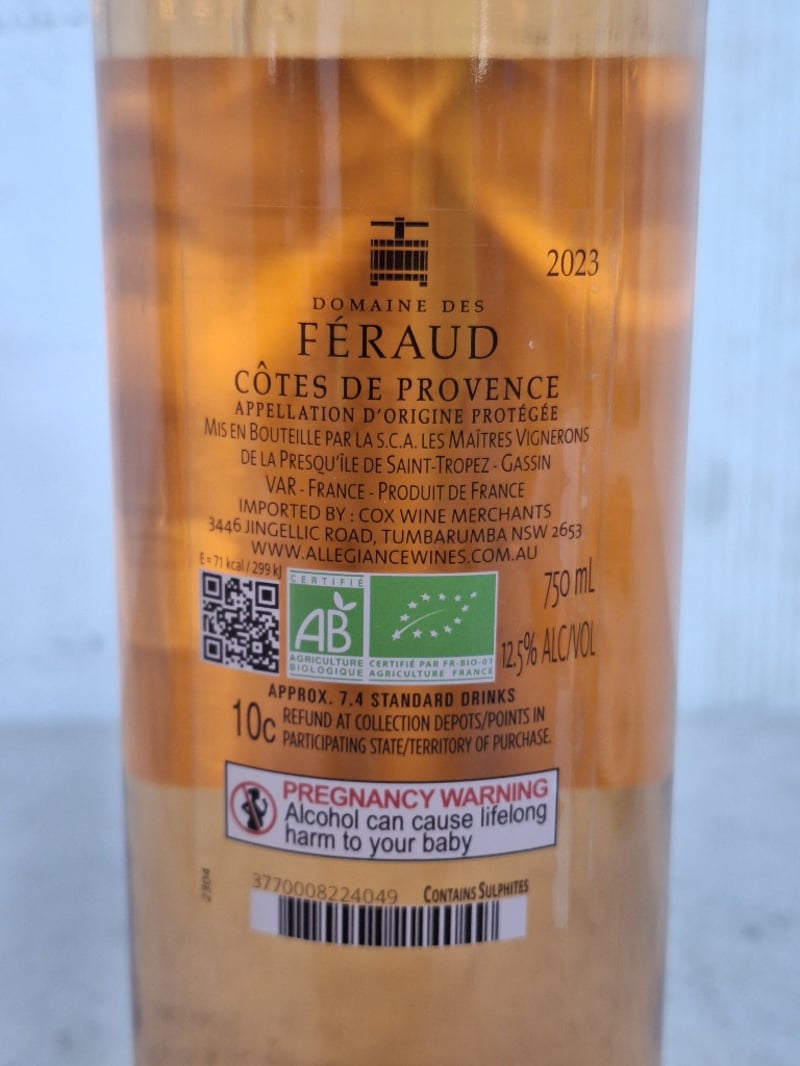 2023
DOMAINE DES
FÉRAUD
CÔTES DE PROVENCE
APPELLATION D'ORIGINE PROTÉGÉE
MIS EN BOUTEILLE PAR LA S.C.A. LES MAÎTRES VIGNERONS
DE LA PRESQU'ÎLE DE SAINT-TROPEZ - GASSIN
VAR - FRANCE - PRODUIT DE FRANCE
IMPORTED BY : COX WINE MERCHANTS
3446 JINGELLIC ROAD, TUMBARUMBA NSW 2653
WWW.ALLEGIANCEWINES.COM.AU
E = 71 kcal / 299 kJ
CERTIFIÉ
AB
AGRICULTURE
BIOLOGIQUE
CERTIFIÉ PAR FR-BIO-01
AGRICULTURE FRANCE
750 mL
12.5% ALC/VOL
APPROX. 7.4 STANDARD DRINKS
10c
REFUND AT COLLECTION DEPOTS/POINTS IN
PARTICIPATING STATE/TERRITORY OF PURCHASE.
PREGNANCY WARNING
Alcohol can cause lifelong
harm to your baby
2304
3770008224049
CONTAINS SULPHITES